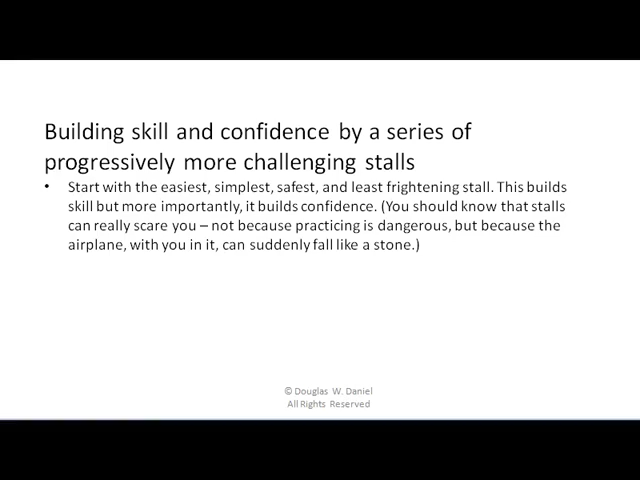 Building skill and confidence by a series of
progressively more challenging stalls
• Start with the easiest, simplest, safest, and least frightening stall. This builds
skill but more importantly, it builds confidence. (You should know that stalls
can really scare you – not because practicing is dangerous, but because the
airplane, with you in it, can suddenly fall like a stone.)
© Douglas W. Daniel
All Rights Reserved